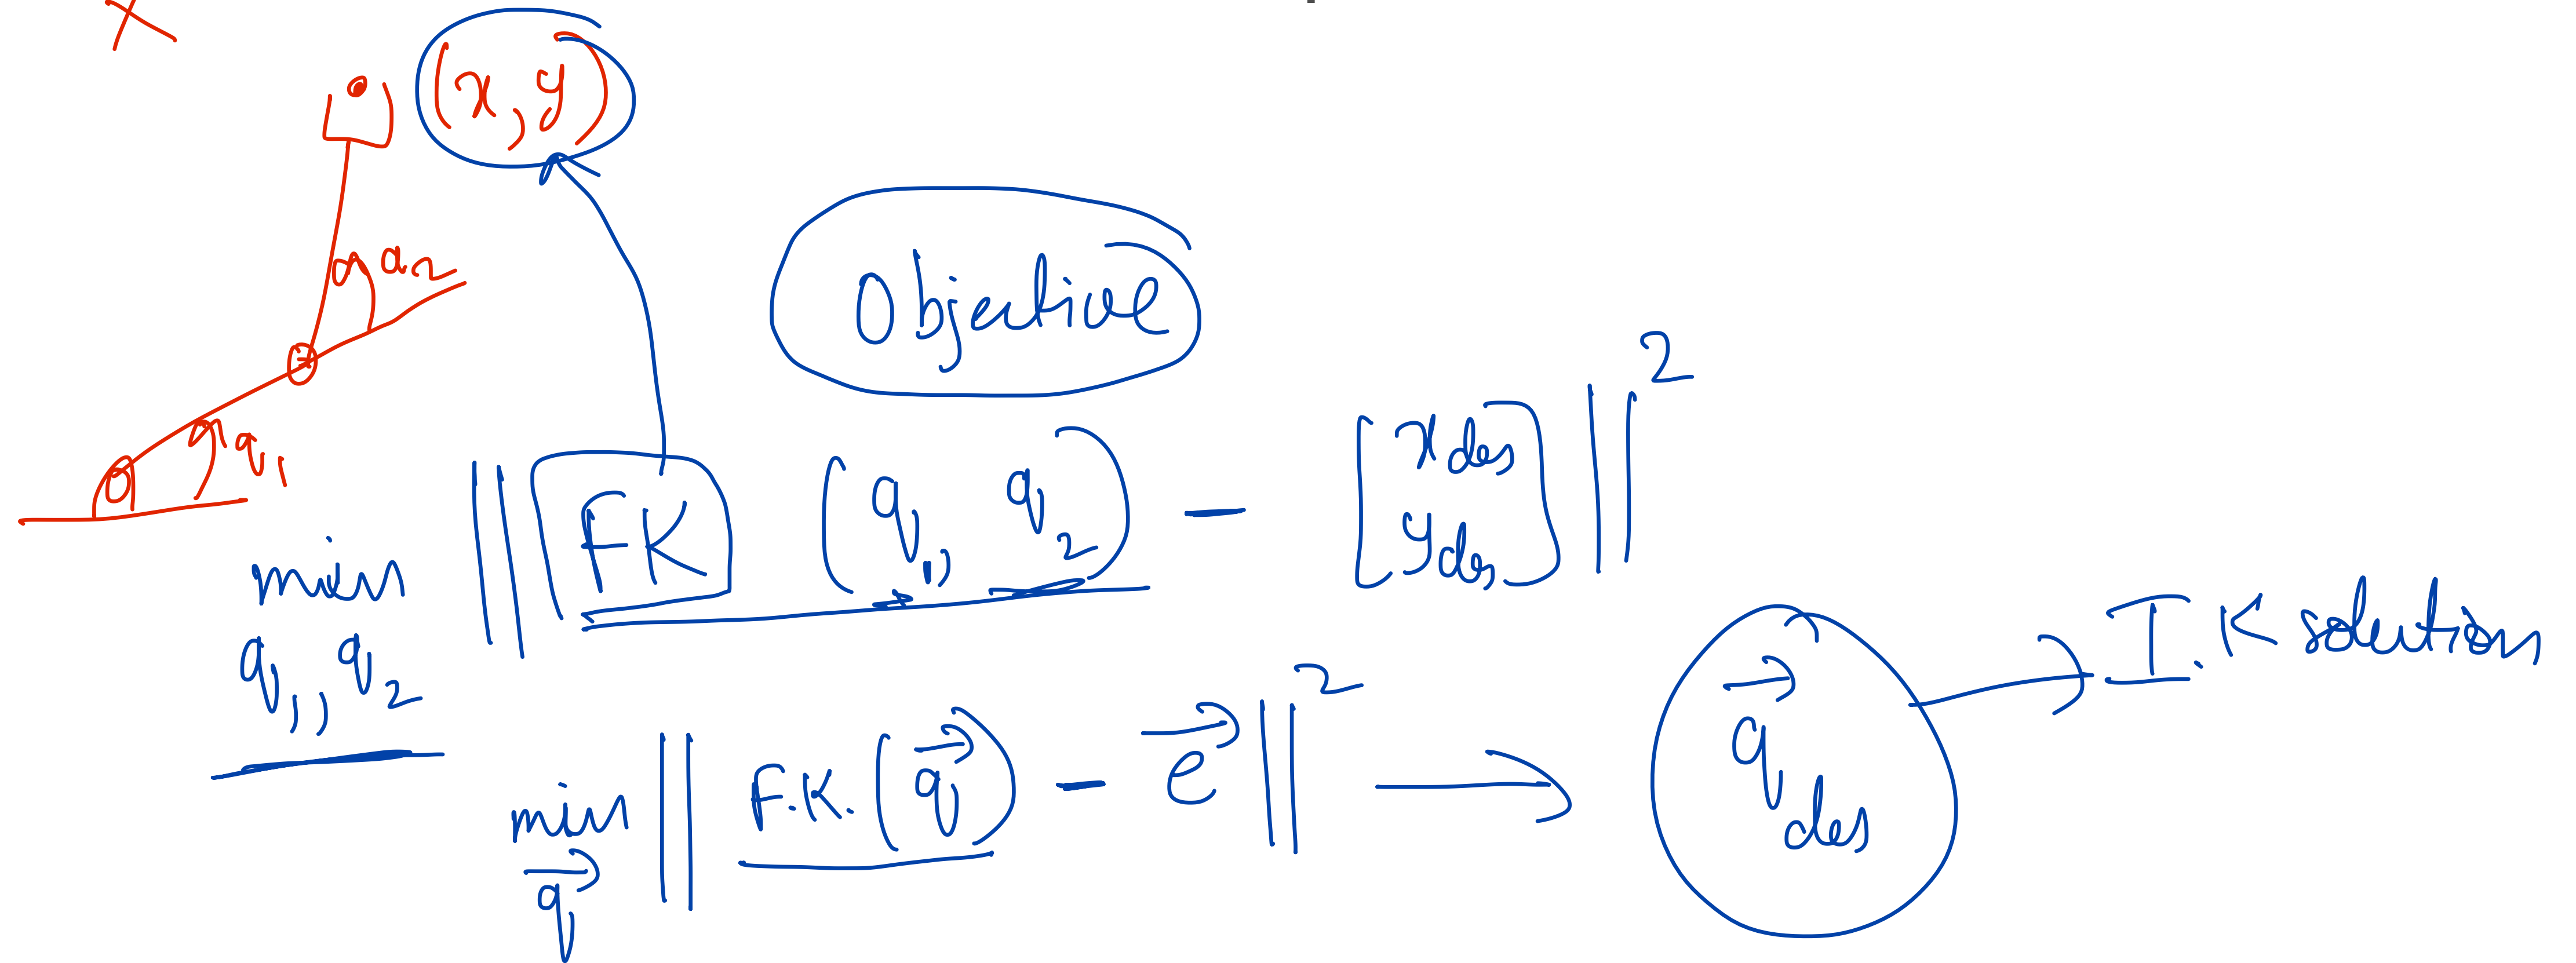 (x, y)
q2
q1
Objective
min q1, q2 || FK (q1, q2) - [xdes ydes] ||²
min q⃗ || F.K. (q⃗) - e⃗ ||² → q⃗des → I.K solution